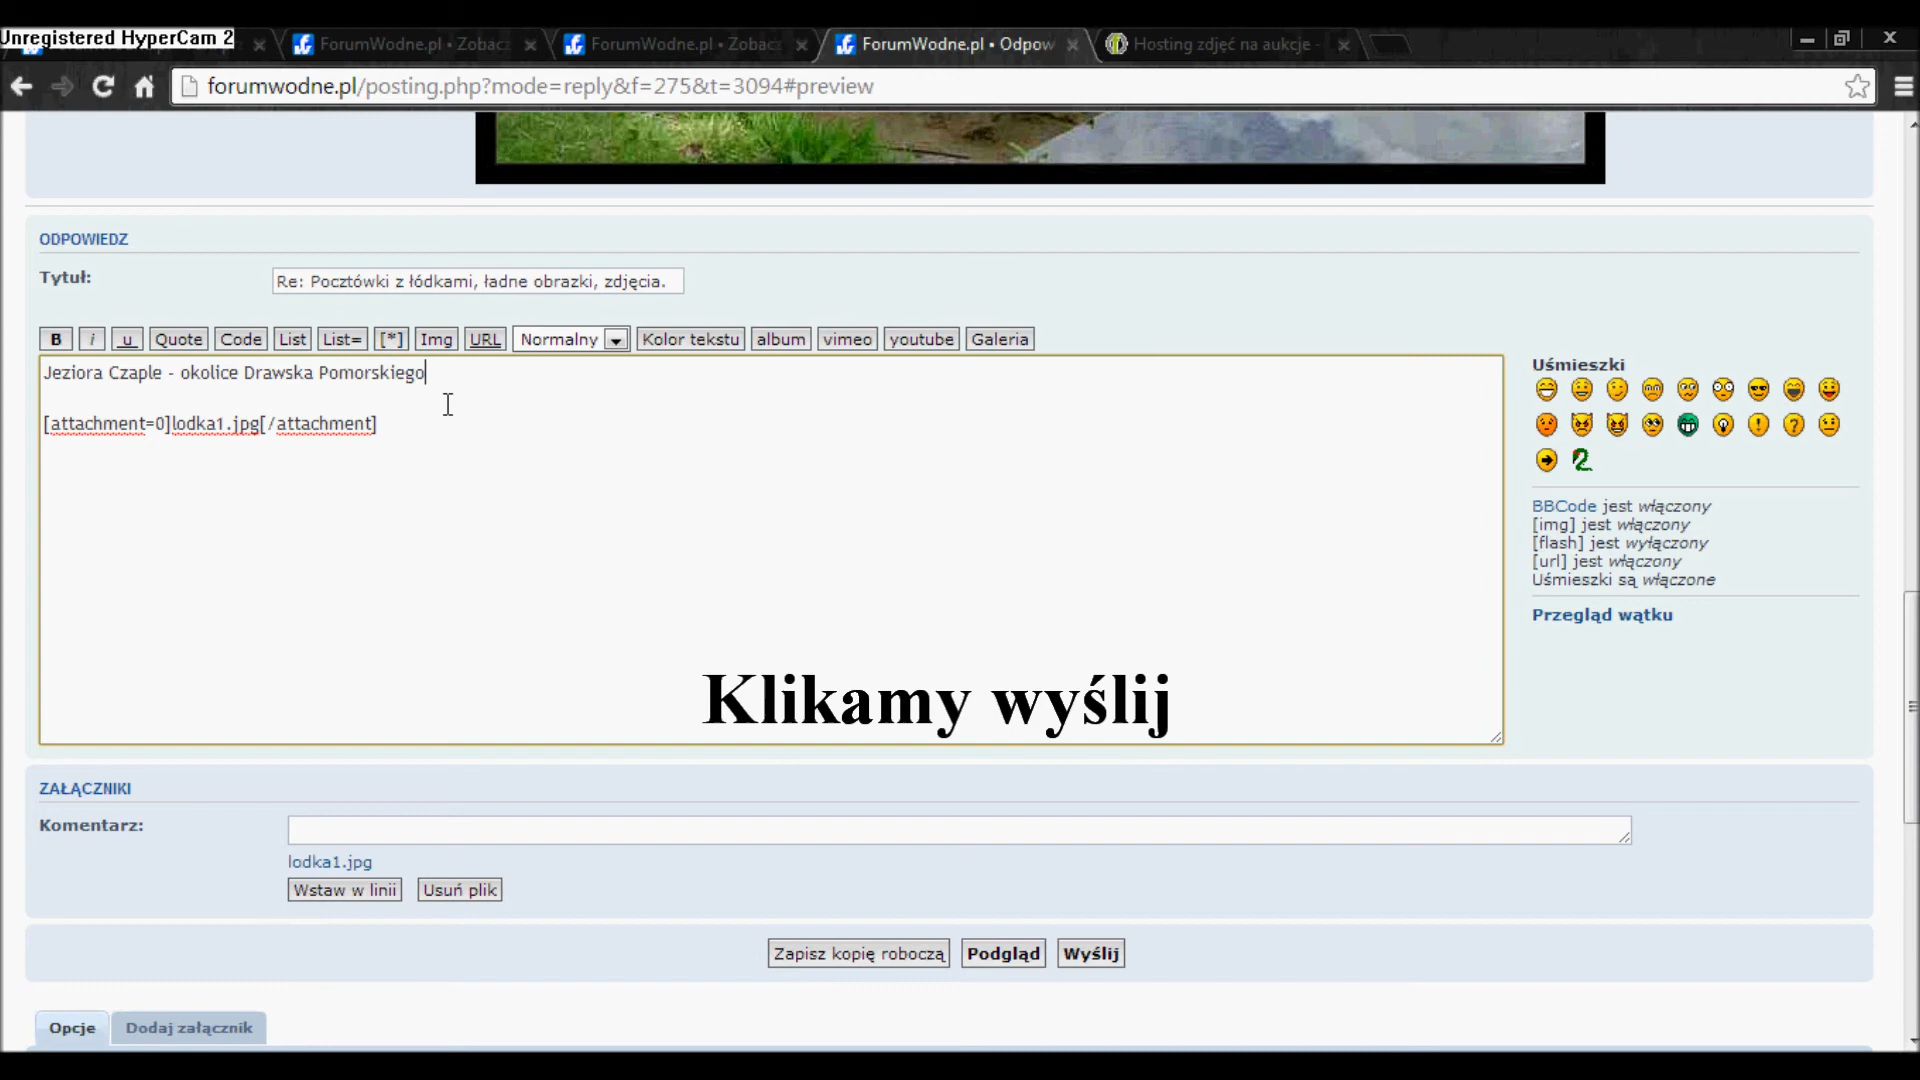 Unregistered HyperCam 2
ForumWodne.pl • Zobacz
ForumWodne.pl • Zobacz
ForumWodne.pl • Odpow
Hosting zdjęć na aukcje -
forumwodne.pl/posting.php?mode=reply&f=275&t=3094#preview
ODPOWIEDZ
Tytuł:
Re: Pocztówki z łódkami, ładne obrazki, zdjęcia.
B i u Quote Code List List= [*] Img URL Normalny Kolor tekstu album vimeo youtube Galeria
Jeziora Czaple - okolice Drawska Pomorskiego
[attachment=0]lodka1.jpg[/attachment]
Uśmieszki
BBCode jest włączony
[img] jest włączony
[flash] jest wyłączony
[url] jest włączony
Uśmieszki są włączone
Przegląd wątku
Klikamy wyślij
ZAŁĄCZNIKI
Komentarz:
lodka1.jpg
Wstaw w linii Usuń plik
Zapisz kopię roboczą Podgląd Wyślij
Opcje Dodaj załącznik